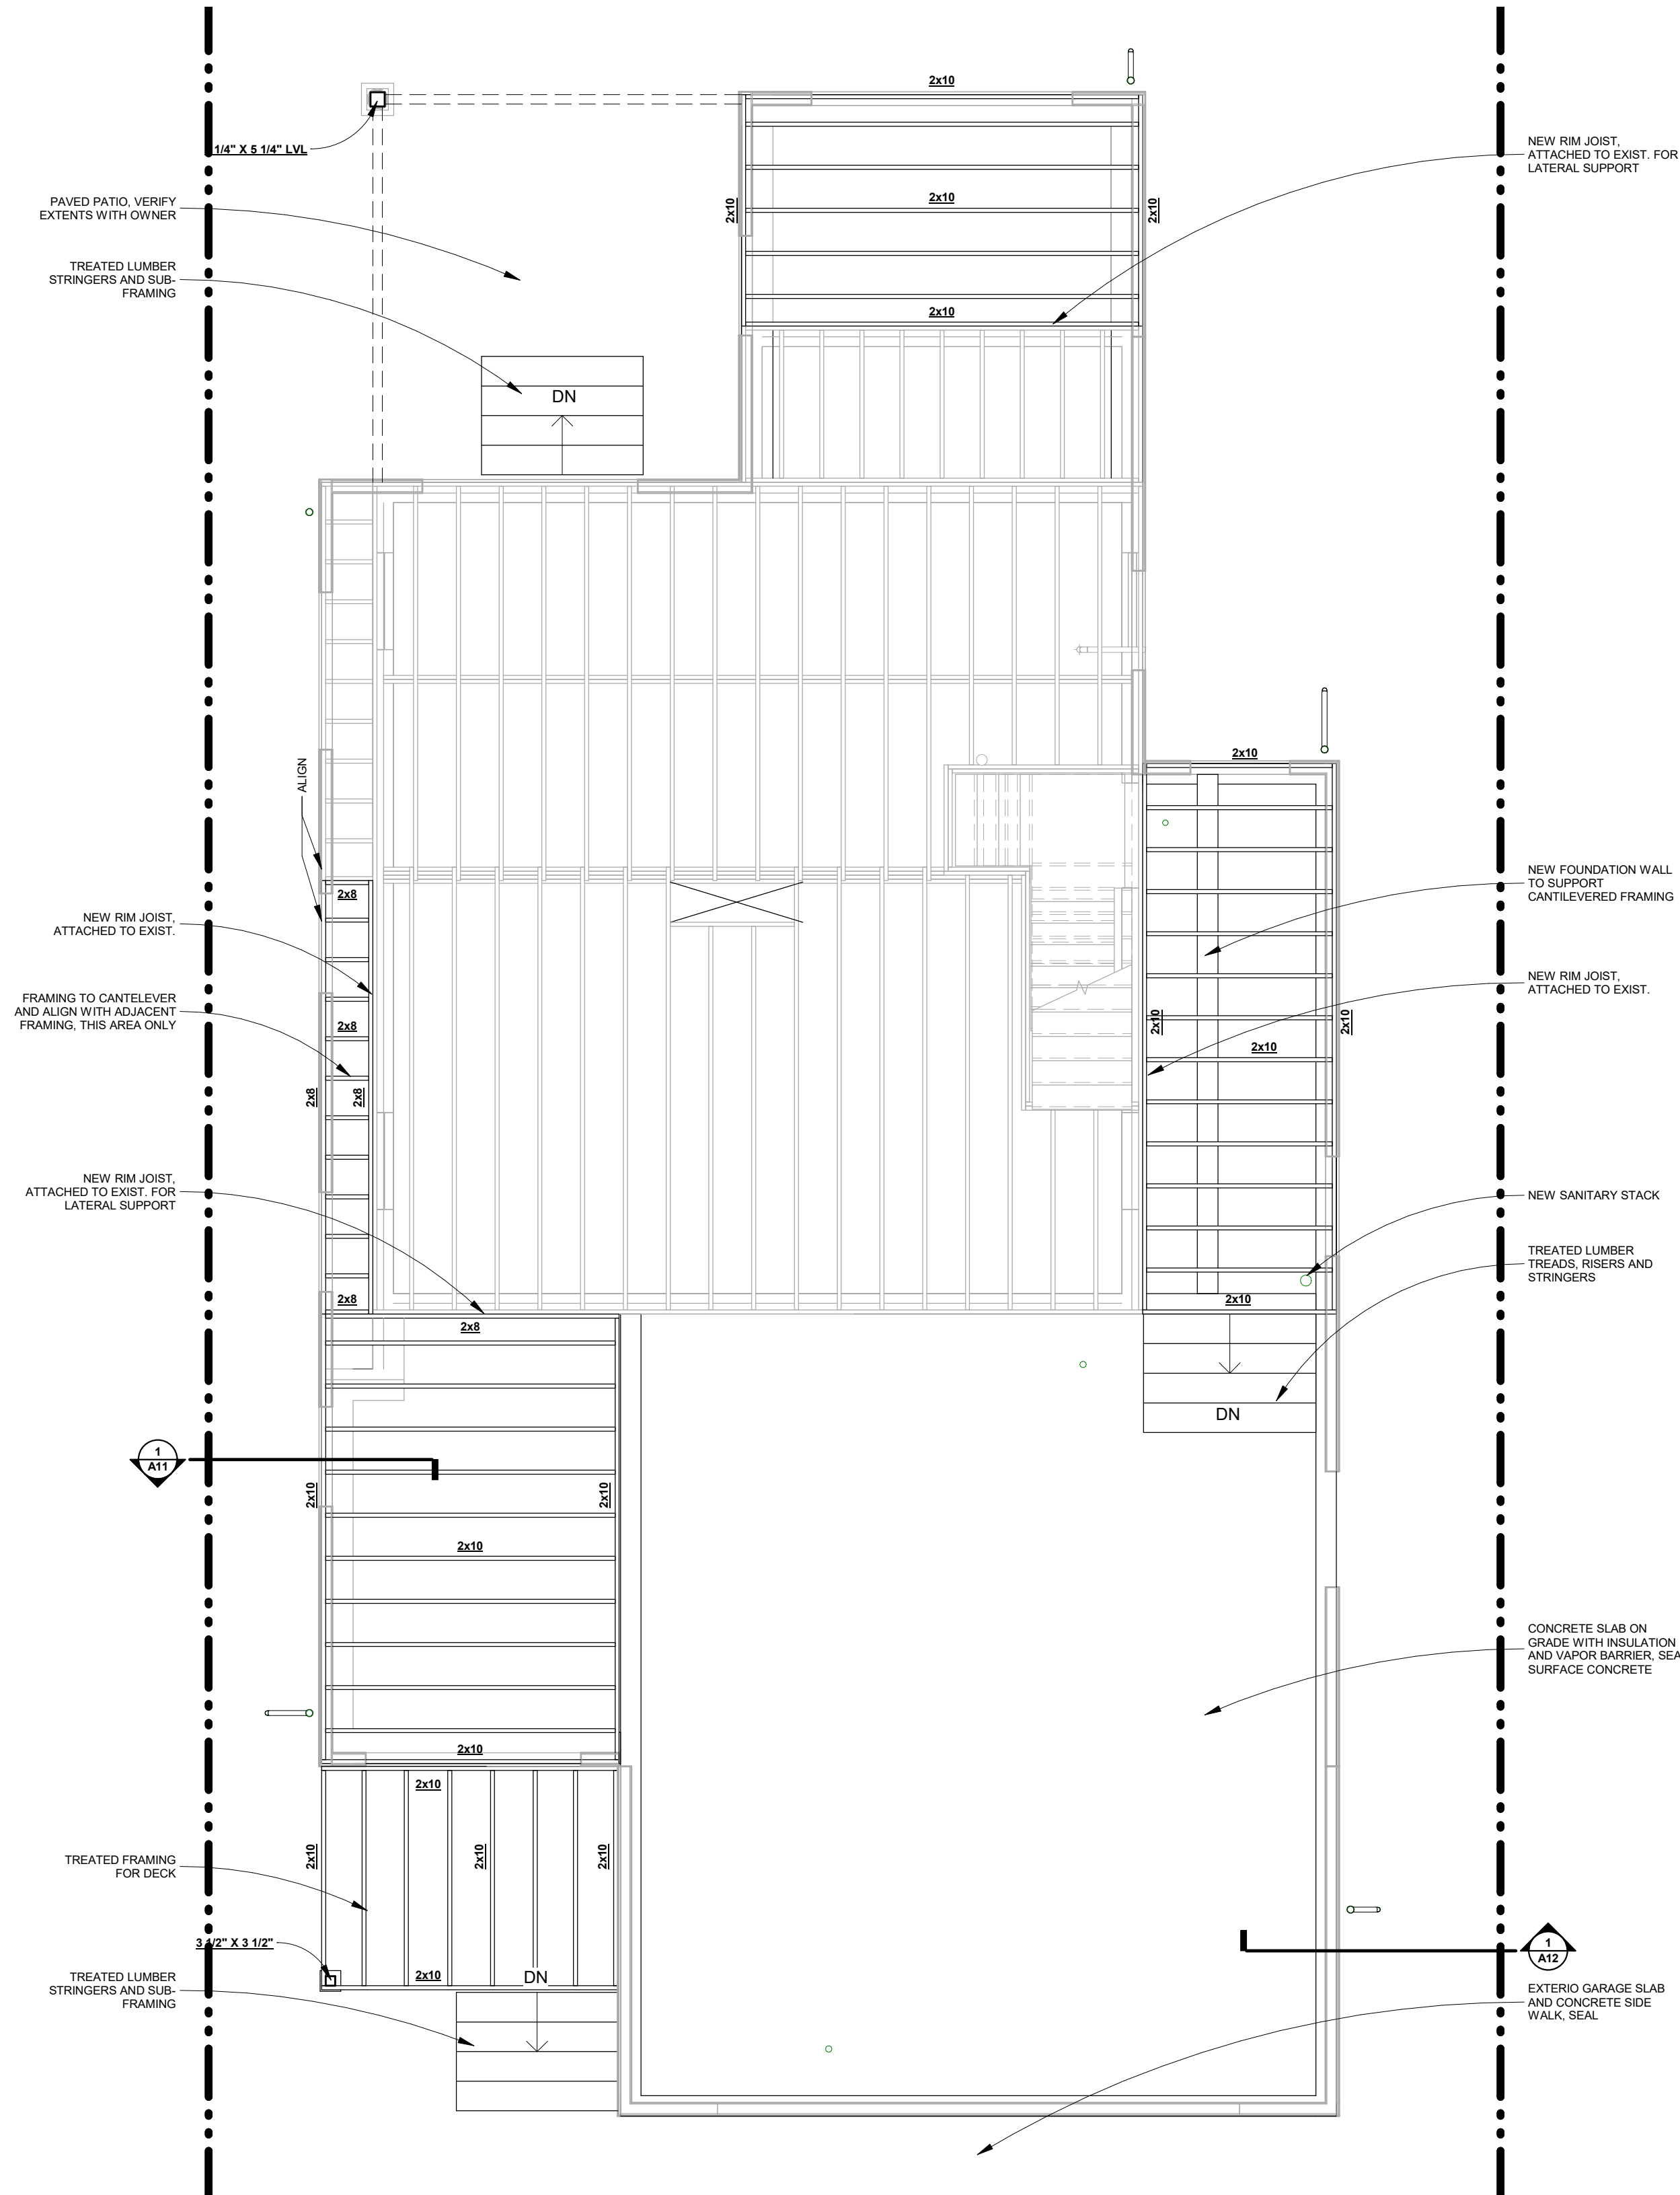 2x10
1/4" X 5 1/4" LVL
NEW RIM JOIST,
ATTACHED TO EXIST. FOR
LATERAL SUPPORT
PAVED PATIO, VERIFY
EXTENTS WITH OWNER
2x10
2x10
2x10
TREATED LUMBER
STRINGERS AND SUB-
FRAMING
2x10
DN
2x10
ALIGN
NEW FOUNDATION WALL
TO SUPPORT
CANTILEVERED FRAMING
2x8
NEW RIM JOIST,
ATTACHED TO EXIST.
NEW RIM JOIST,
ATTACHED TO EXIST.
FRAMING TO CANTELEVER
AND ALIGN WITH ADJACENT
FRAMING, THIS AREA ONLY
2x8
2x10
2x10
2x10
2x8
2x8
NEW RIM JOIST,
ATTACHED TO EXIST. FOR
LATERAL SUPPORT
NEW SANITARY STACK
TREATED LUMBER
TREADS, RISERS AND
STRINGERS
2x8
2x10
2x8
DN
1
A11
2x10
2x10
2x10
CONCRETE SLAB ON
GRADE WITH INSULATION
AND VAPOR BARRIER, SEA
SURFACE CONCRETE
2x10
2x10
2x10
2x10
2x10
TREATED FRAMING
FOR DECK
3 1/2" X 3 1/2"
1
A12
2x10
DN
TREATED LUMBER
STRINGERS AND SUB-
FRAMING
EXTERIO GARAGE SLAB
AND CONCRETE SIDE
WALK, SEAL